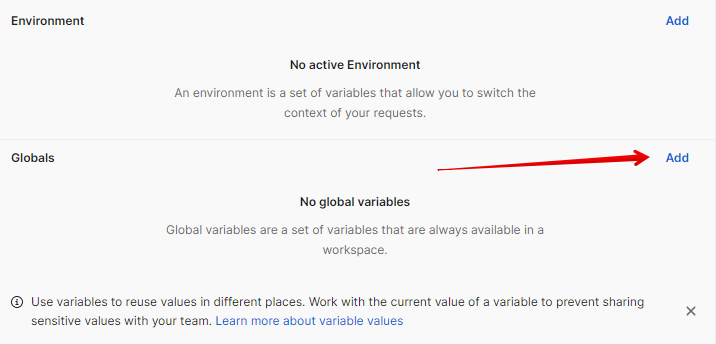 Environment Add
No active Environment
An environment is a set of variables that allow you to switch the
context of your requests.
Globals Add
No global variables
Global variables are a set of variables that are always available in a
workspace.
Use variables to reuse values in different places. Work with the current value of a variable to prevent sharing
sensitive values with your team. Learn more about variable values